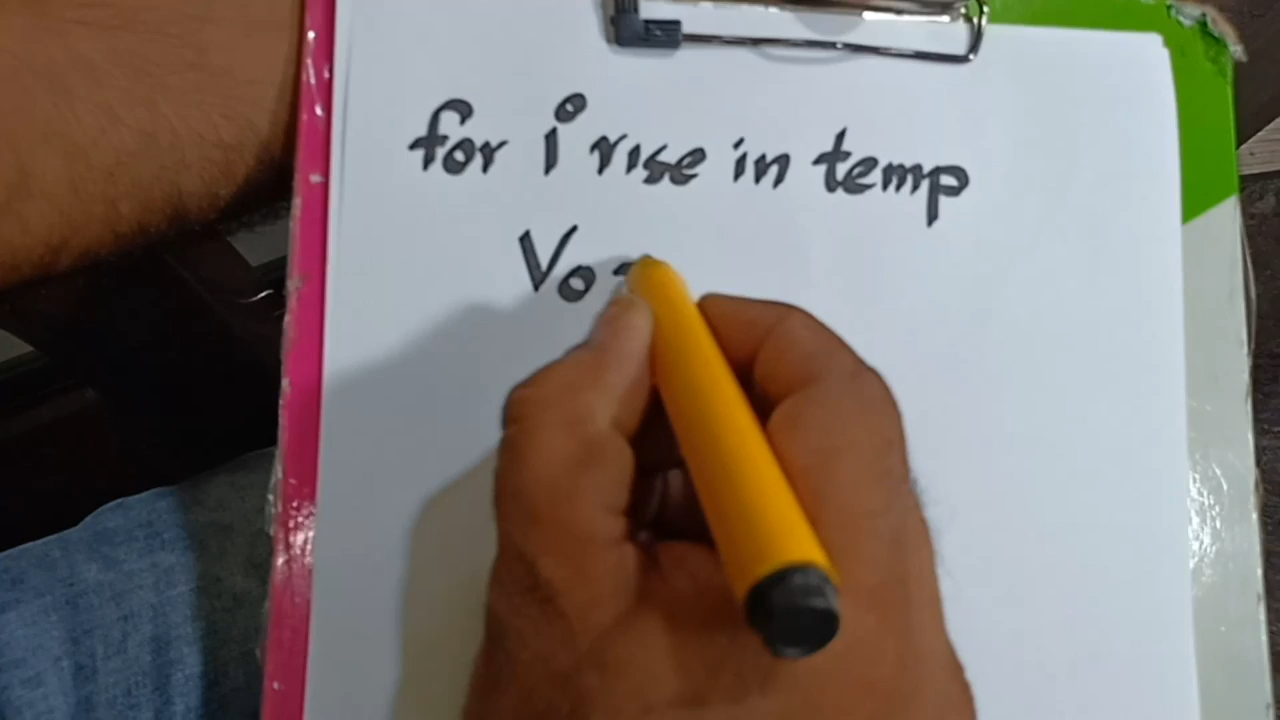 for 1° rise in temp
Vo =